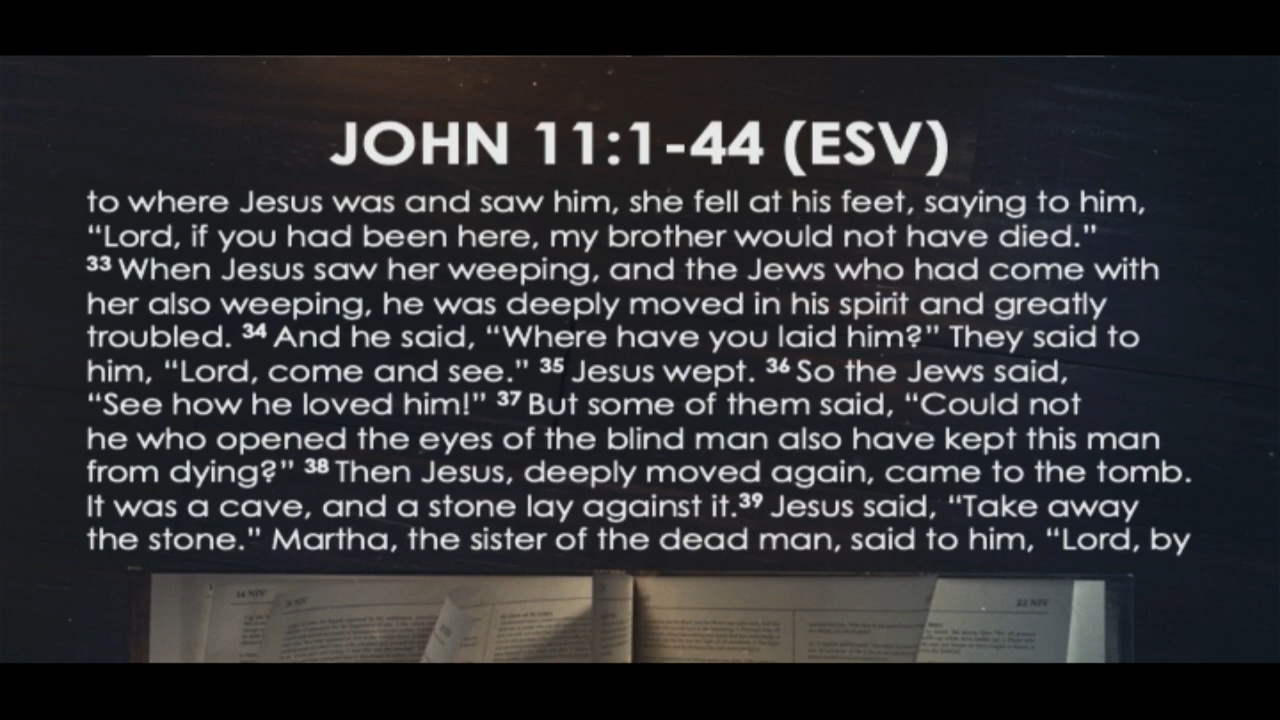 JOHN 11:1-44 (ESV)
to where Jesus was and saw him, she fell at his feet, saying to him,
“Lord, if you had been here, my brother would not have died.”
33 When Jesus saw her weeping, and the Jews who had come with
her also weeping, he was deeply moved in his spirit and greatly
troubled. 34 And he said, “Where have you laid him?” They said to
him, “Lord, come and see.” 35 Jesus wept. 36 So the Jews said,
“See how he loved him!” 37 But some of them said, “Could not
he who opened the eyes of the blind man also have kept this man
from dying?” 38 Then Jesus, deeply moved again, came to the tomb.
It was a cave, and a stone lay against it.39 Jesus said, “Take away
the stone.” Martha, the sister of the dead man, said to him, “Lord, by
14 NIV
21 NIV
22 NIV